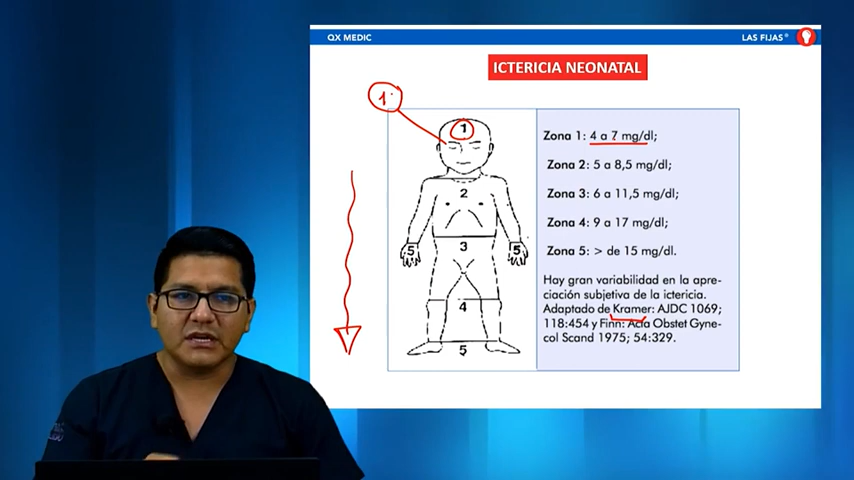 QX MEDIC
LAS FIJAS®
ICTERICIA NEONATAL
1
1
2
5
5
3
4
5
Zona 1: 4 a 7 mg/dl;
Zona 2: 5 a 8,5 mg/dl;
Zona 3: 6 a 11,5 mg/dl;
Zona 4: 9 a 17 mg/dl;
Zona 5: > de 15 mg/dl.
Hay gran variabilidad en la apre-
ciación subjetiva de la ictericia.
Adaptado de Kramer: AJDC 1069;
118:454 y Finn: Acta Obstet Gyne-
col Scand 1975; 54:329.